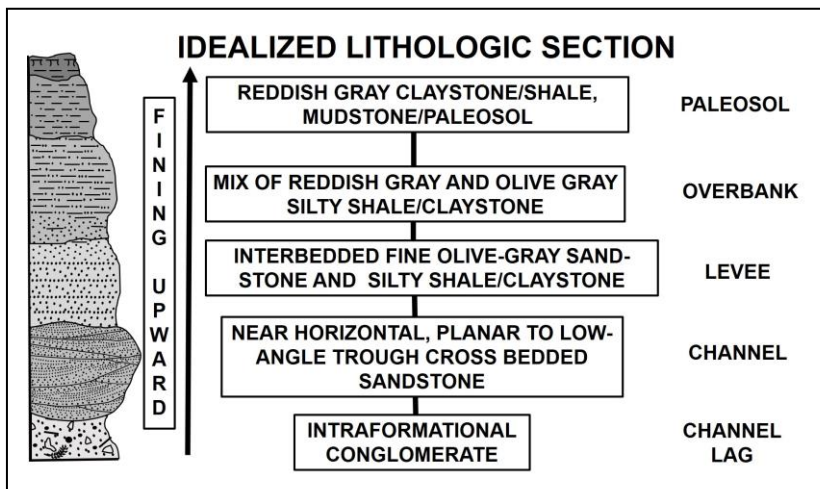 IDEALIZED LITHOLOGIC SECTION
FINING UPWARD
REDDISH GRAY CLAYSTONE/SHALE,
MUDSTONE/PALEOSOL
PALEOSOL
MIX OF REDDISH GRAY AND OLIVE GRAY
SILTY SHALE/CLAYSTONE
OVERBANK
INTERBEDDED FINE OLIVE-GRAY SAND-
STONE AND SILTY SHALE/CLAYSTONE
LEVEE
NEAR HORIZONTAL, PLANAR TO LOW-
ANGLE TROUGH CROSS BEDDED
SANDSTONE
CHANNEL
INTRAFORMATIONAL
CONGLOMERATE
CHANNEL
LAG